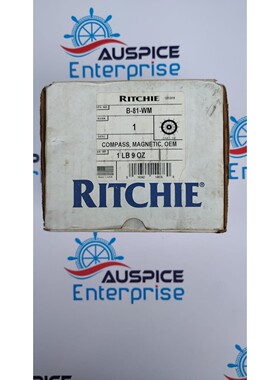 AUSPICE
Enterprise
RITCHIE
B-81-WM
1
COMPASS, MAGNETIC, OEM
1 LB 9 OZ
RITCHIE®
AUSPICE
Enterprise